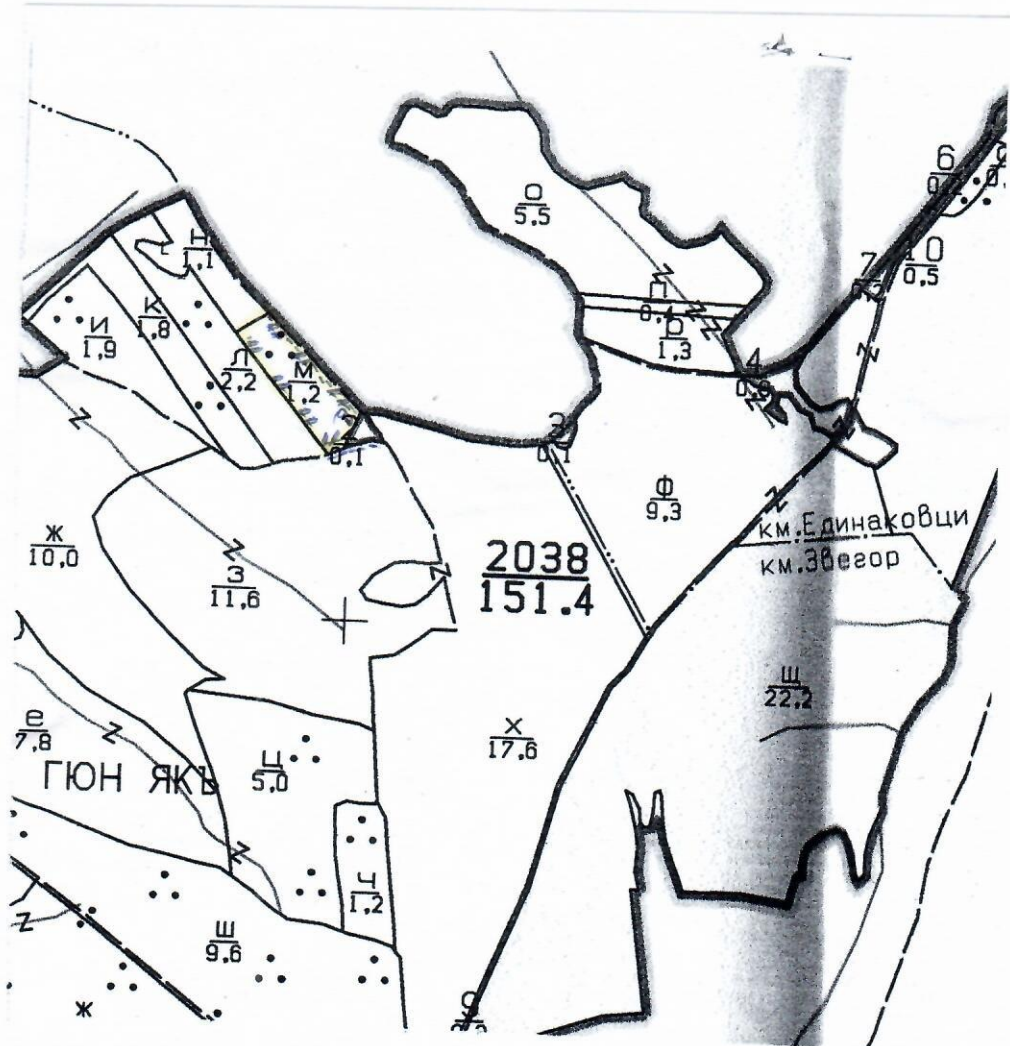 О
5,5
6
Н
1,1
7
10
0,5
К
1,8
И
1,9
П
Р
1,3
Л
2,2
М
1,2
4
2
0,1
3
0,1
Ф
9,3
км.Единаковци
км.Звегор
Ж
10,0
З
11,6
2038
151.4
Щ
22,2
е
7,8
Х
17,6
Ц
5,0
ГЮН ЯКЪ
Ч
1,2
Ш
9,6
Ж
9